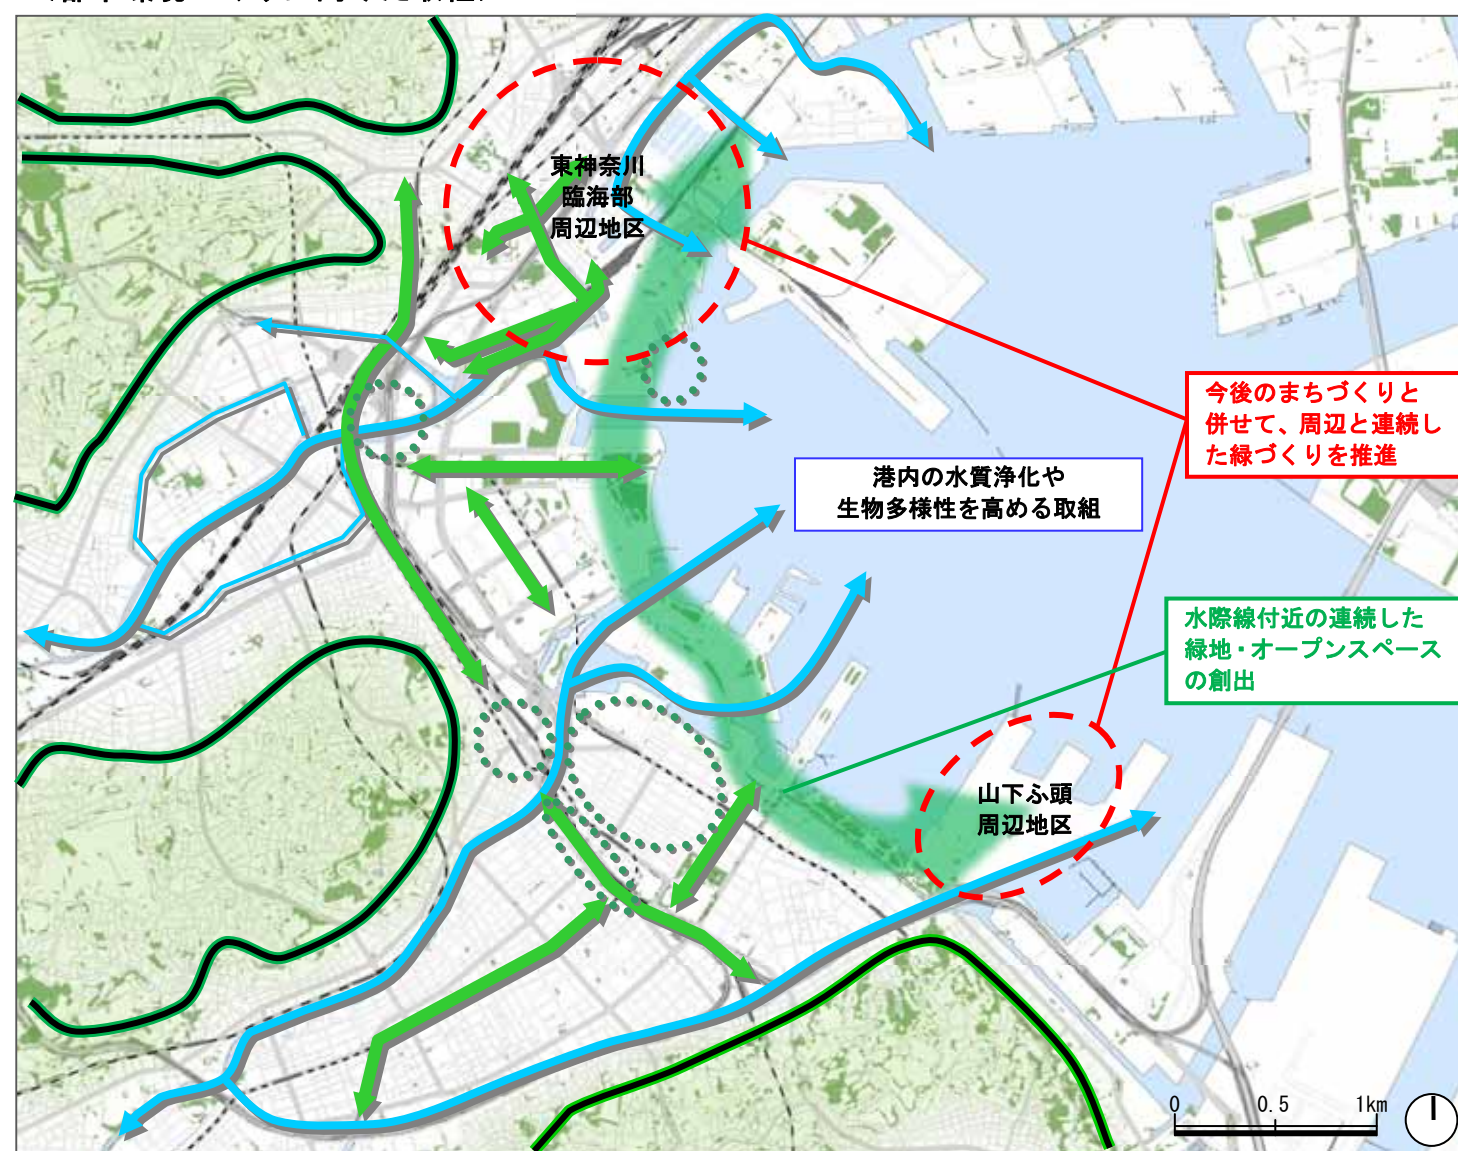 東神奈川
臨海部
周辺地区
今後のまちづくりと
併せて、周辺と連続し
た緑づくりを推進
港内の水質浄化や
生物多様性を高める取組
水際線付近の連続した
緑地・オープンスペース
の創出
山下ふ頭
周辺地区
0 0.5 1km